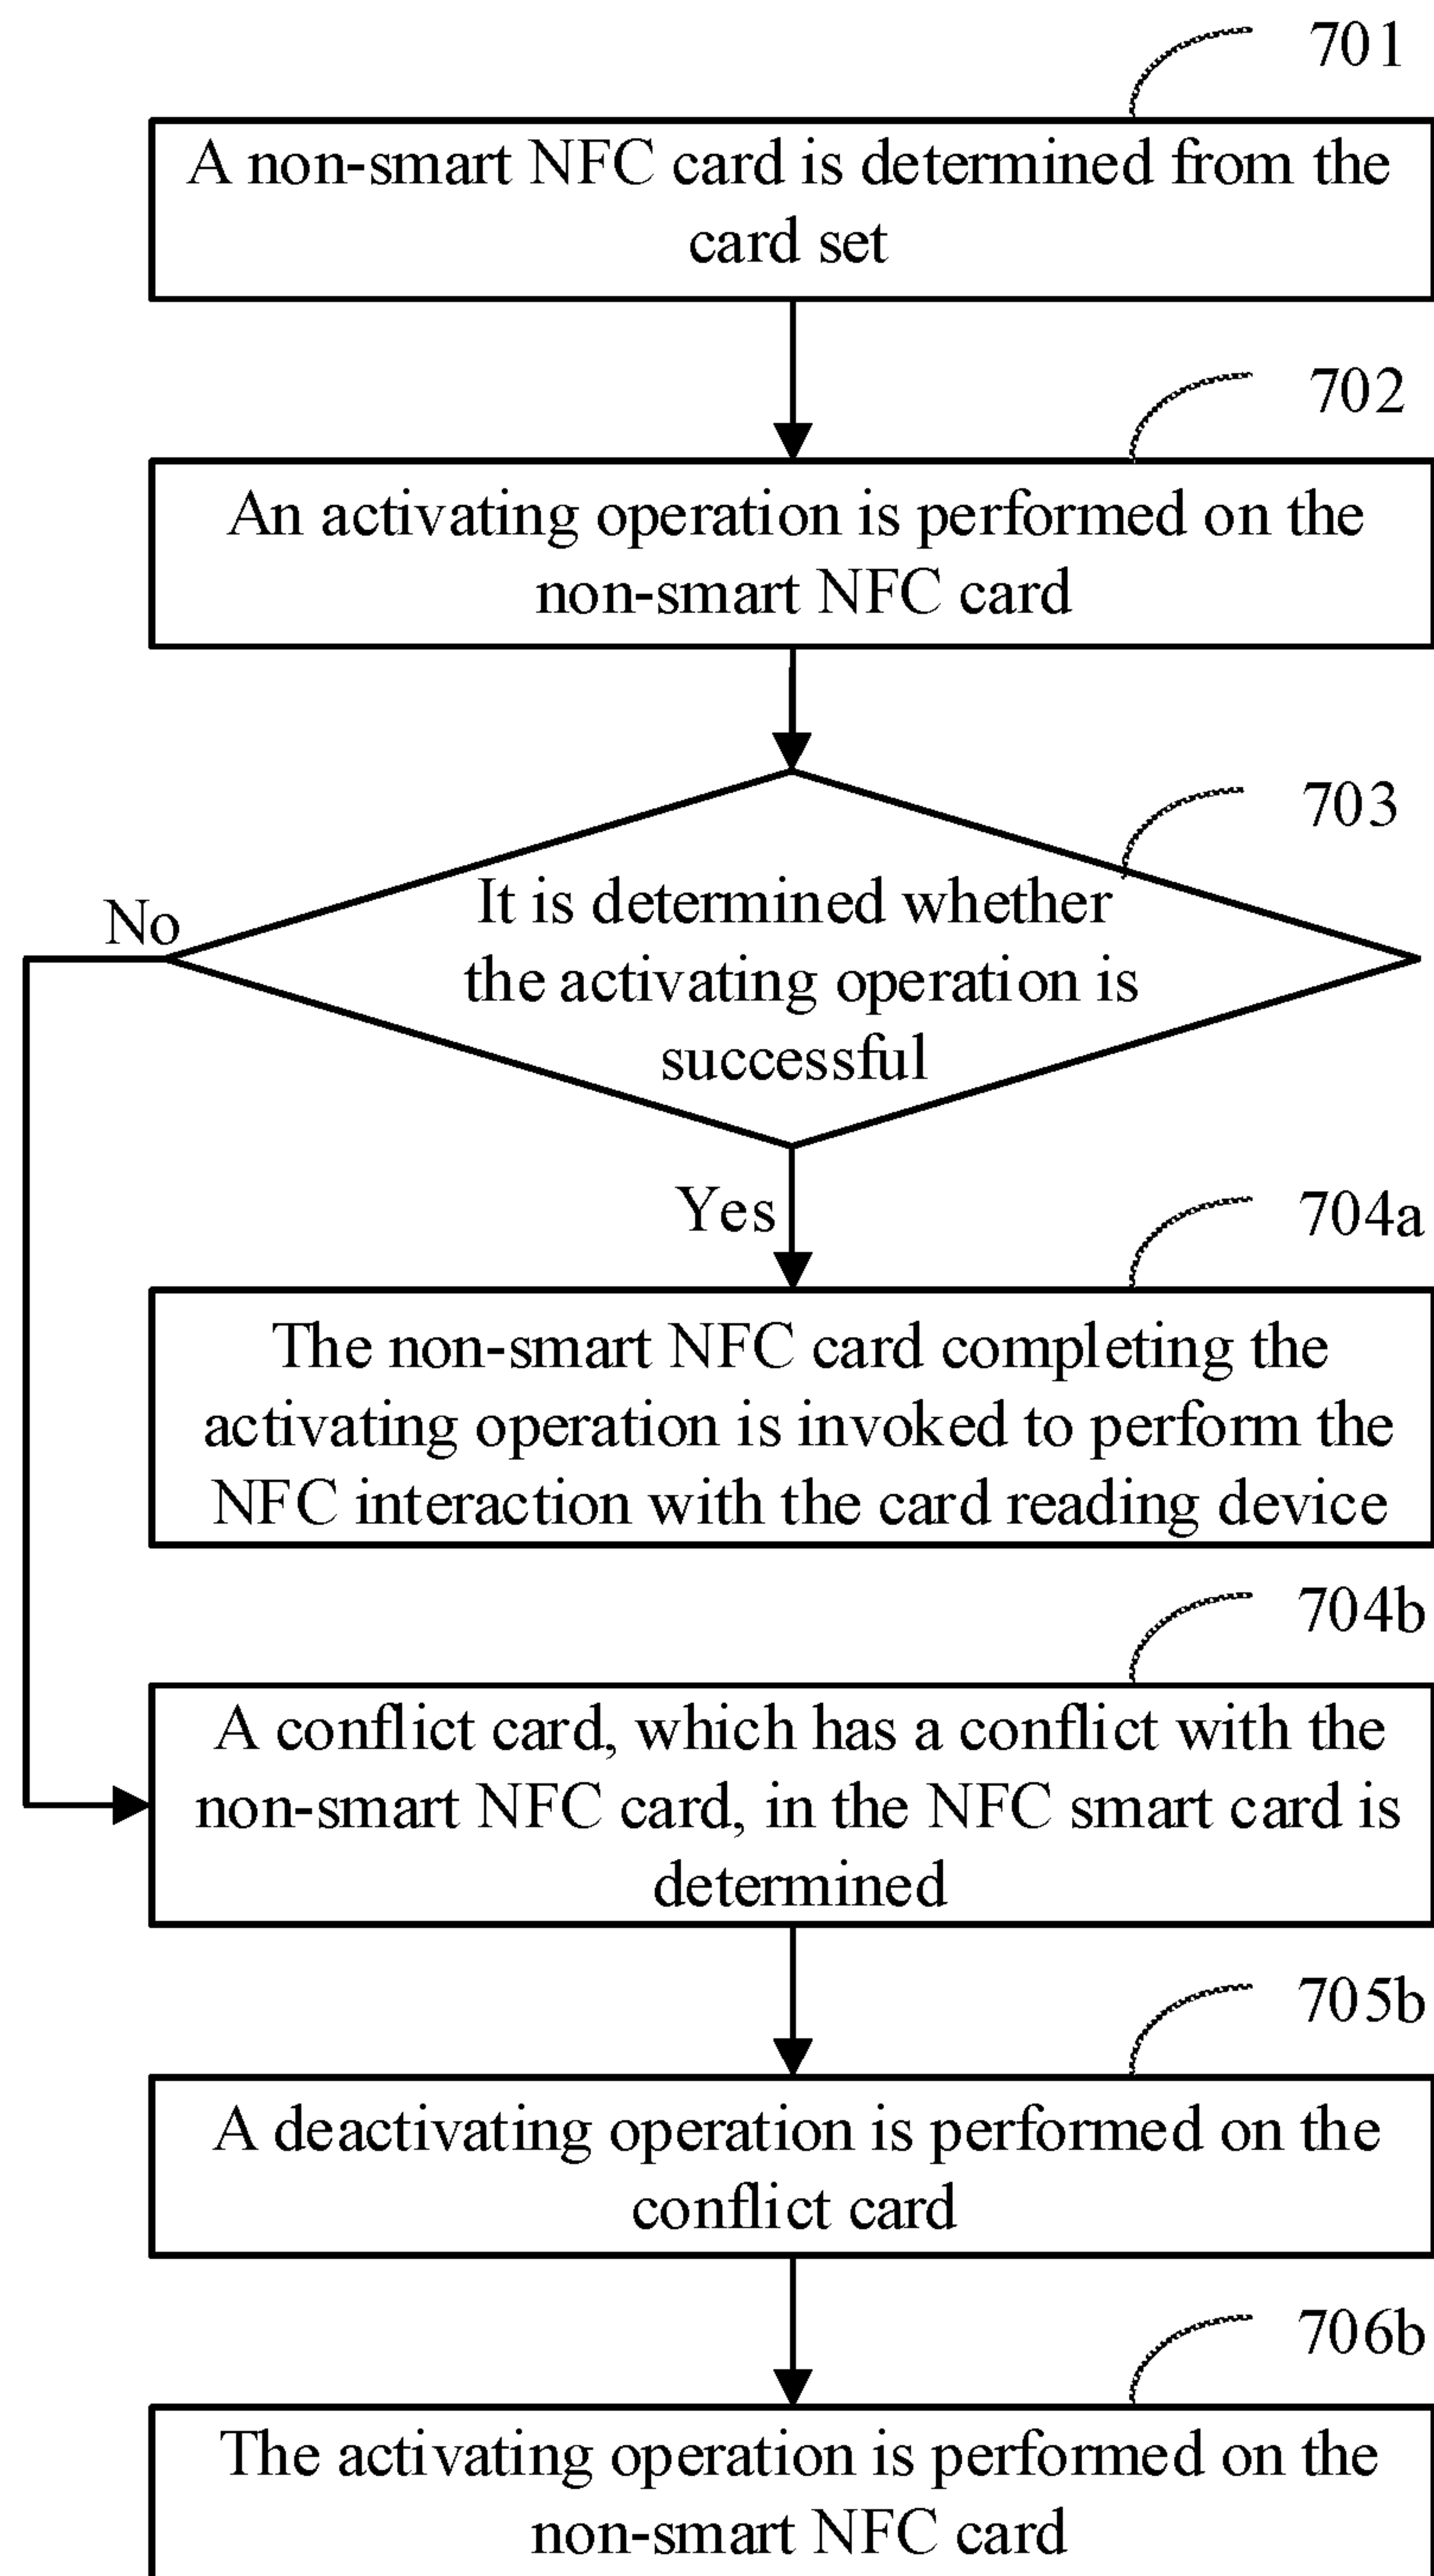 701
A non-smart NFC card is determined from the
card set
702
An activating operation is performed on the
non-smart NFC card
703
It is determined whether
the activating operation is
successful
No
Yes
704a
The non-smart NFC card completing the
activating operation is invoked to perform the
NFC interaction with the card reading device
704b
A conflict card, which has a conflict with the
non-smart NFC card, in the NFC smart card is
determined
705b
A deactivating operation is performed on the
conflict card
706b
The activating operation is performed on the
non-smart NFC card